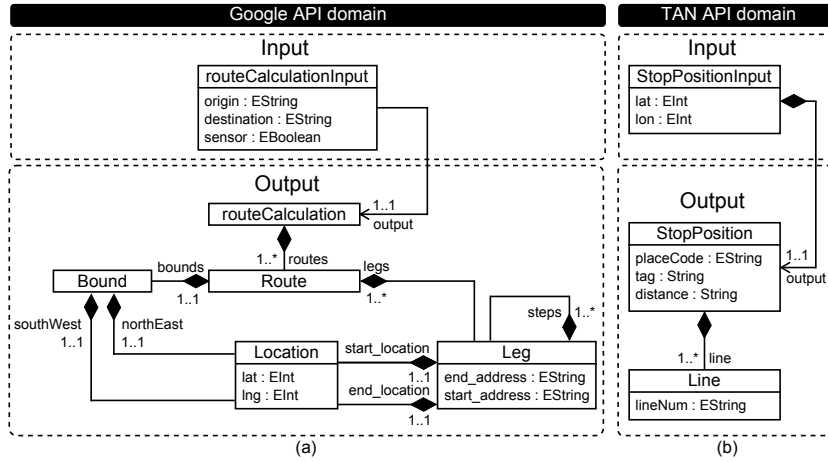 Google API domain
TAN API domain
Input
routeCalculationInput
origin : EString
destination : EString
sensor : EBoolean
Output
routeCalculation
1..1
output
1..*
routes
bounds
legs
Bound
Route
1..1
1..*
southWest
1..1
northEast
1..1
steps
1..*
Location
lat : EInt
lng : EInt
start_location
1..1
end_location
1..1
Leg
end_address : EString
start_address : EString
(a)
Input
StopPositionInput
lat : EInt
lon : EInt
Output
StopPosition
placeCode : EString
tag : String
distance : String
1..1
output
1..*
line
Line
lineNum : EString
(b)